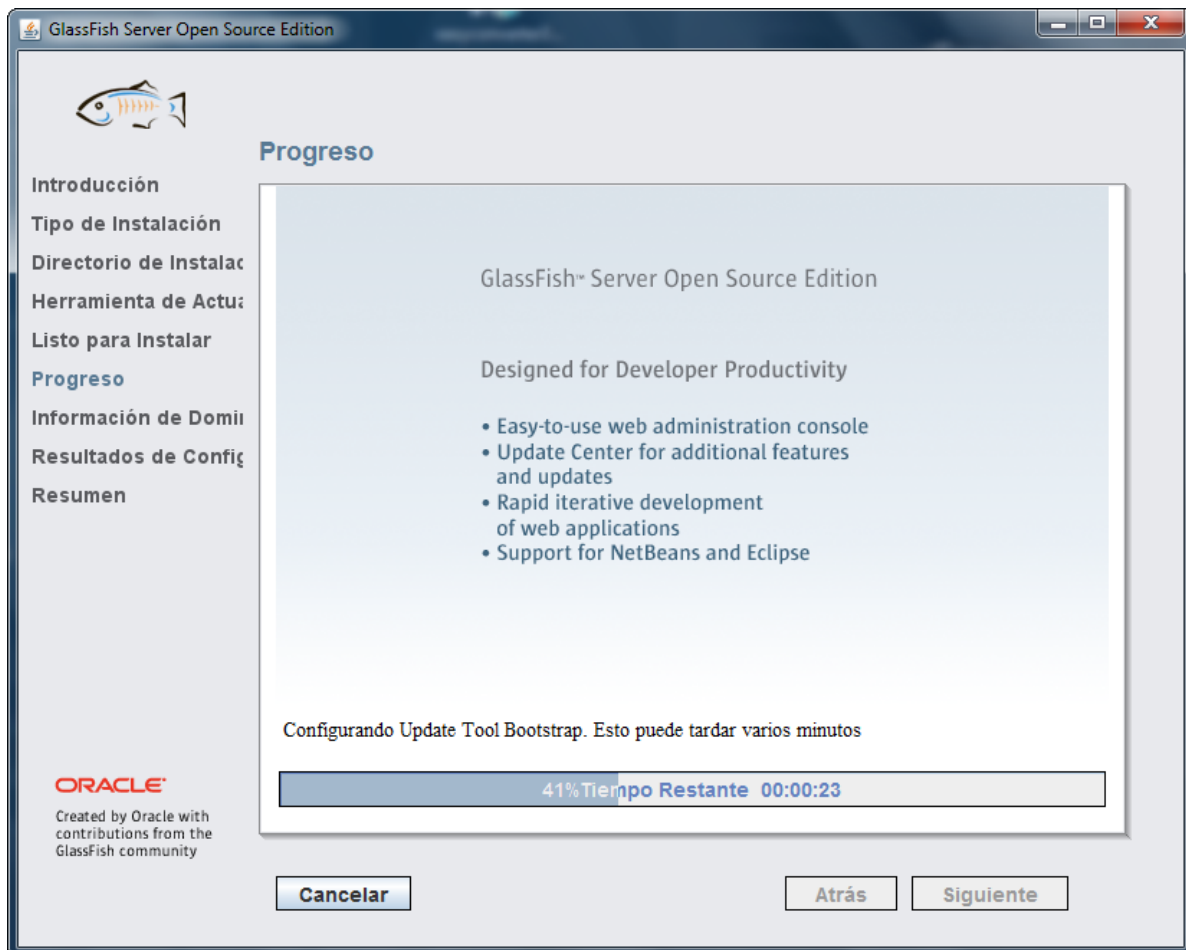 GlassFish Server Open Source Edition
Progreso
Introducción
Tipo de Instalación
Directorio de Instalac
Herramienta de Actua
Listo para Instalar
Progreso
Información de Domin
Resultados de Config
Resumen
GlassFish™ Server Open Source Edition
Designed for Developer Productivity
• Easy-to-use web administration console
• Update Center for additional features
and updates
• Rapid iterative development
of web applications
• Support for NetBeans and Eclipse
Configurando Update Tool Bootstrap. Esto puede tardar varios minutos
41%Tiempo Restante 00:00:23
ORACLE®
Created by Oracle with
contributions from the
GlassFish community
Cancelar
Atrás
Siguiente